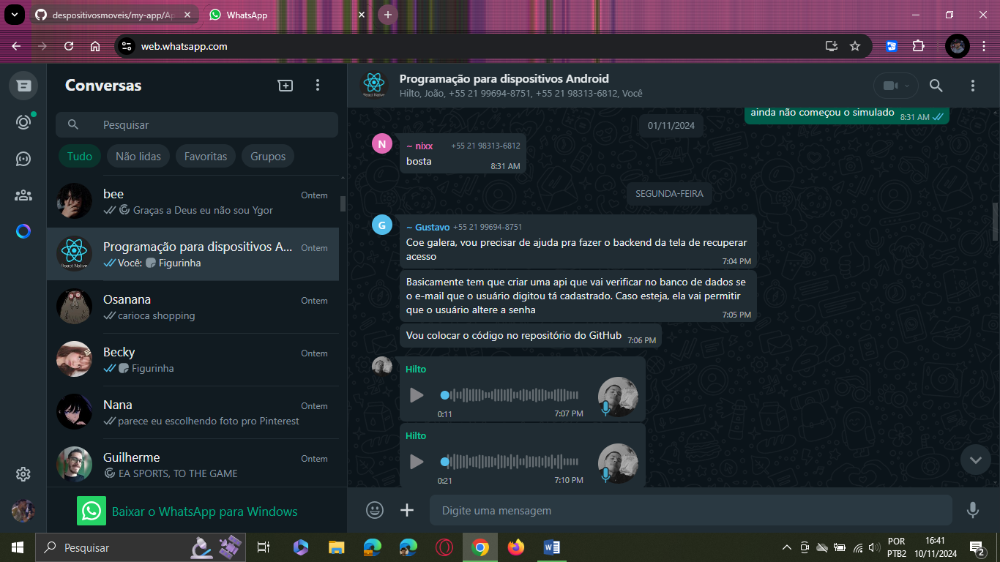 despositivosmoveis/my-app/Ap
WhatsApp
web.whatsapp.com
Conversas
Pesquisar
Tudo
Não lidas
Favoritas
Grupos
bee
Ontem
Graças a Deus eu não sou Ygor
Programação para dispositivos A...
Ontem
Você: Figurinha
Osanana
Ontem
carioca shopping
Becky
Ontem
Figurinha
Nana
Ontem
parece eu escolhendo foto pro Pinterest
Guilherme
Ontem
EA SPORTS, TO THE GAME
Baixar o WhatsApp para Windows
React Native
Programação para dispositivos Android
Hilto, João, +55 21 99694-8751, +55 21 98313-6812, Você
ainda não começou o simulado 8:31 AM
01/11/2024
N
~ nixx +55 21 98313-6812
bosta
8:31 AM
SEGUNDA-FEIRA
G
~ Gustavo +55 21 99694-8751
Coe galera, vou precisar de ajuda pra fazer o backend da tela de recuperar
acesso
7:04 PM
Basicamente tem que criar uma api que vai verificar no banco de dados se
o e-mail que o usuário digitou tá cadastrado. Caso esteja, ela vai permitir
que o usuário altere a senha
7:05 PM
Vou colocar o código no repositório do GitHub 7:06 PM
Hilto
0:11 7:07 PM
Hilto
0:21 7:10 PM
Digite uma mensagem
Pesquisar
POR
PTB2
16:41
10/11/2024
2